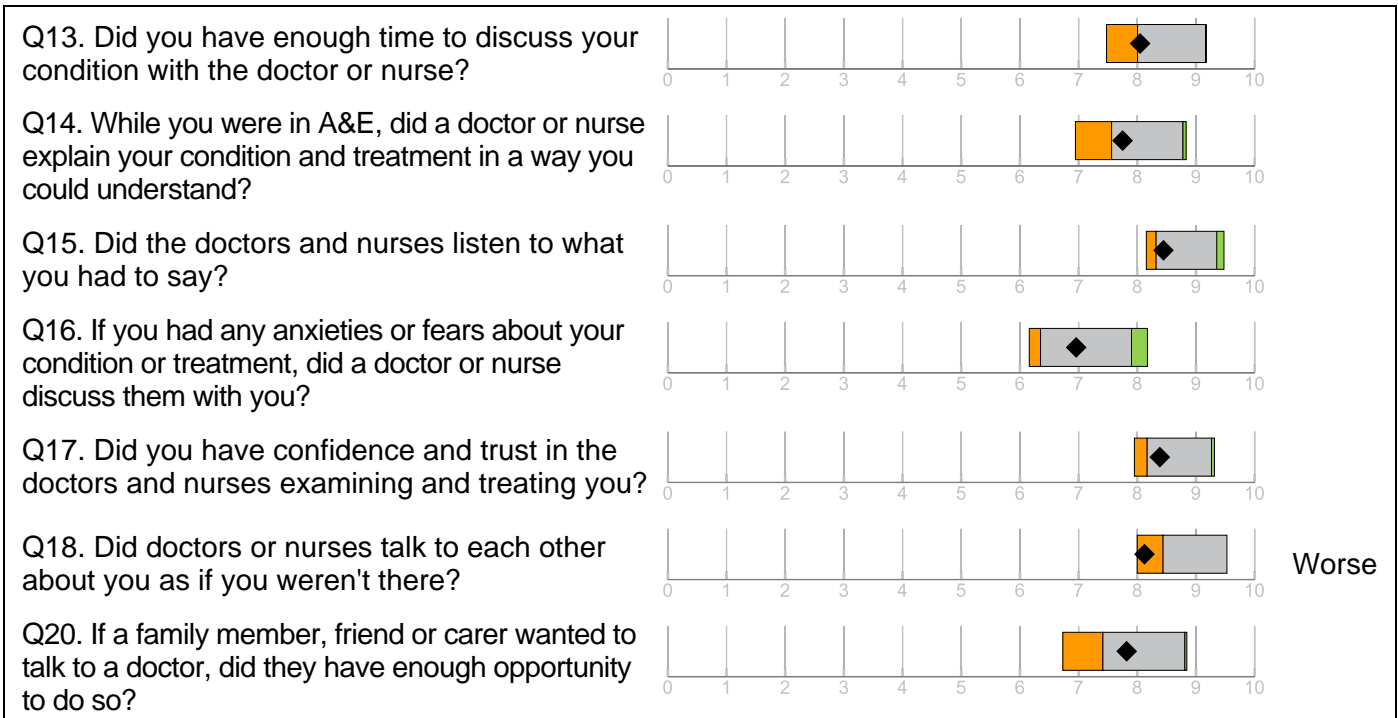 Q13. Did you have enough time to discuss your
condition with the doctor or nurse?
0 1 2 3 4 5 6 7 8 9 10
Q14. While you were in A&E, did a doctor or nurse
explain your condition and treatment in a way you
could understand?
0 1 2 3 4 5 6 7 8 9 10
Q15. Did the doctors and nurses listen to what
you had to say?
0 1 2 3 4 5 6 7 8 9 10
Q16. If you had any anxieties or fears about your
condition or treatment, did a doctor or nurse
discuss them with you?
0 1 2 3 4 5 6 7 8 9 10
Q17. Did you have confidence and trust in the
doctors and nurses examining and treating you?
0 1 2 3 4 5 6 7 8 9 10
Q18. Did doctors or nurses talk to each other
about you as if you weren't there?
Worse
0 1 2 3 4 5 6 7 8 9 10
Q20. If a family member, friend or carer wanted to
talk to a doctor, did they have enough opportunity
to do so?
0 1 2 3 4 5 6 7 8 9 10